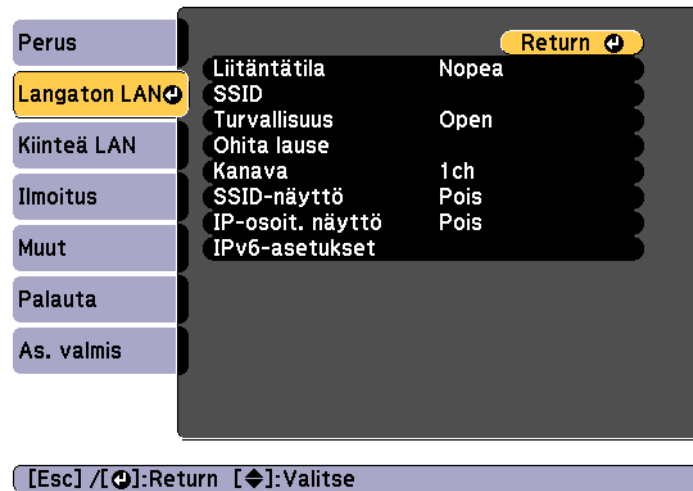 Perus
Langaton LAN
Kiinteä LAN
Ilmoitus
Muut
Palauta
As. valmis
Return
Liitäntätila Nopea
SSID
Turvallisuus Open
Ohita lause
Kanava 1ch
SSID-näyttö Pois
IP-osoit. näyttö Pois
IPv6-asetukset
[Esc] /[⏎]:Return [◆]:Valitse